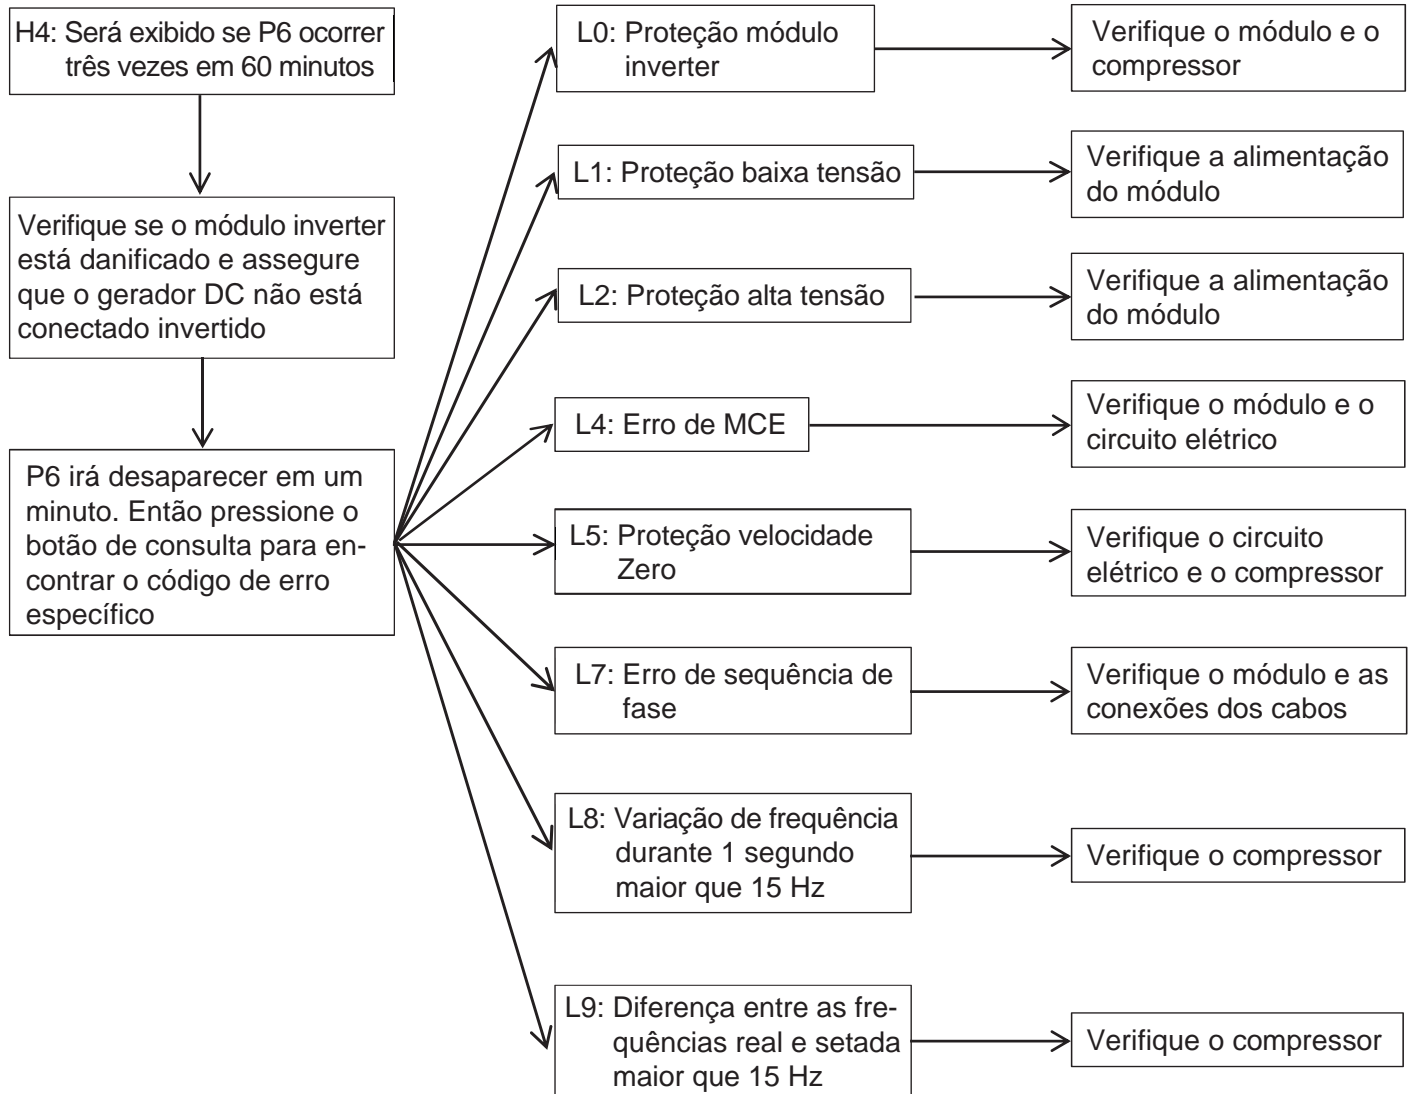 H4: Será exibido se P6 ocorrer
três vezes em 60 minutos
Verifique se o módulo inverter
está danificado e assegure
que o gerador DC não está
conectado invertido
P6 irá desaparecer em um
minuto. Então pressione o
botão de consulta para en-
contrar o código de erro
específico
L0: Proteção módulo
inverter
Verifique o módulo e o
compressor
L1: Proteção baixa tensão
Verifique a alimentação
do módulo
L2: Proteção alta tensão
Verifique a alimentação
do módulo
L4: Erro de MCE
Verifique o módulo e o
circuito elétrico
L5: Proteção velocidade
Zero
Verifique o circuito
elétrico e o compressor
L7: Erro de sequência de
fase
Verifique o módulo e as
conexões dos cabos
L8: Variação de frequência
durante 1 segundo
maior que 15 Hz
Verifique o compressor
L9: Diferença entre as fre-
quências real e setada
maior que 15 Hz
Verifique o compressor